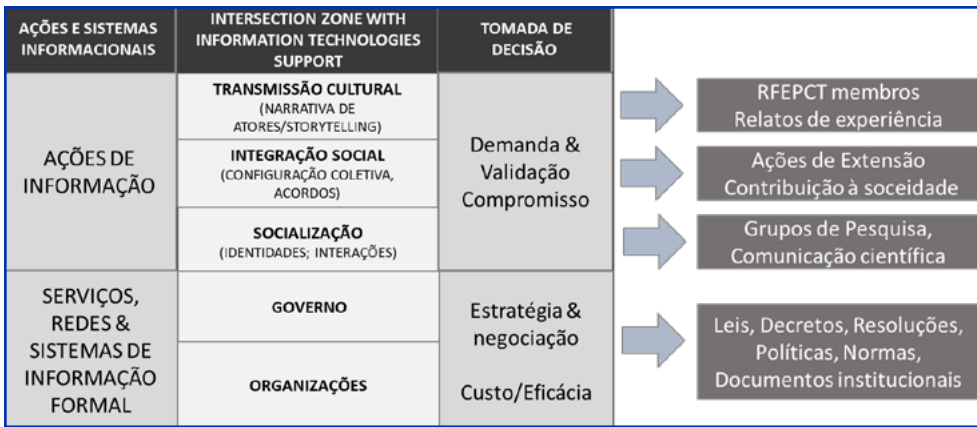 AÇÕES E SISTEMAS
INFORMACIONAIS
INTERSECTION ZONE WITH
INFORMATION TECHNOLOGIES
SUPPORT
TOMADA DE
DECISÃO
AÇÕES DE
INFORMAÇÃO
TRANSMISSÃO CULTURAL
(NARRATIVA DE
ATORES/STORYTELLING)
INTEGRAÇÃO SOCIAL
(CONFIGURAÇÃO COLETIVA,
ACORDOS)
SOCIALIZAÇÃO
(IDENTIDADES; INTERAÇÕES)
Demanda &
Validação
Compromisso
RFEPCT membros
Relatos de experiência
Ações de Extensão
Contribuição à soceidade
Grupos de Pesquisa,
Comunicação científica
SERVIÇOS,
REDES &
SISTEMAS DE
INFORMAÇÃO
FORMAL
GOVERNO
ORGANIZAÇÕES
Estratégia &
negociação
Custo/Eficácia
Leis, Decretos, Resoluções,
Políticas, Normas,
Documentos institucionais